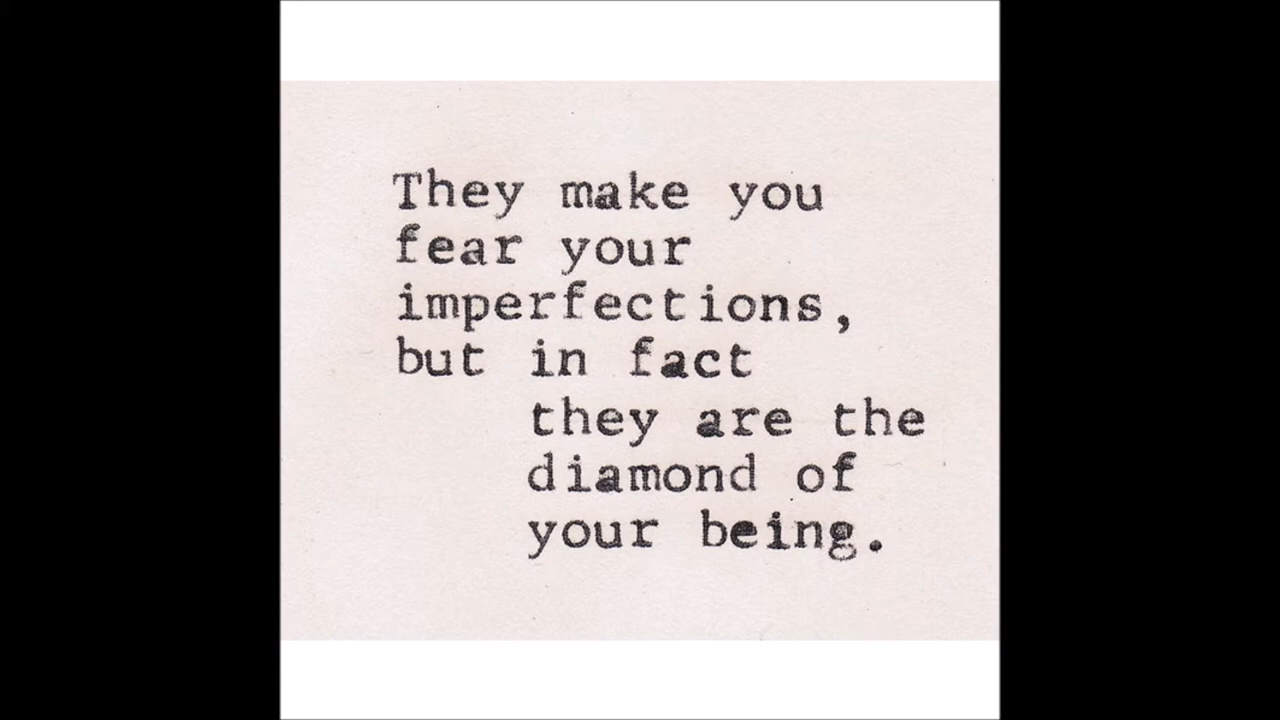 They make you
fear your
imperfections,
but in fact
they are the
diamond of
your being.